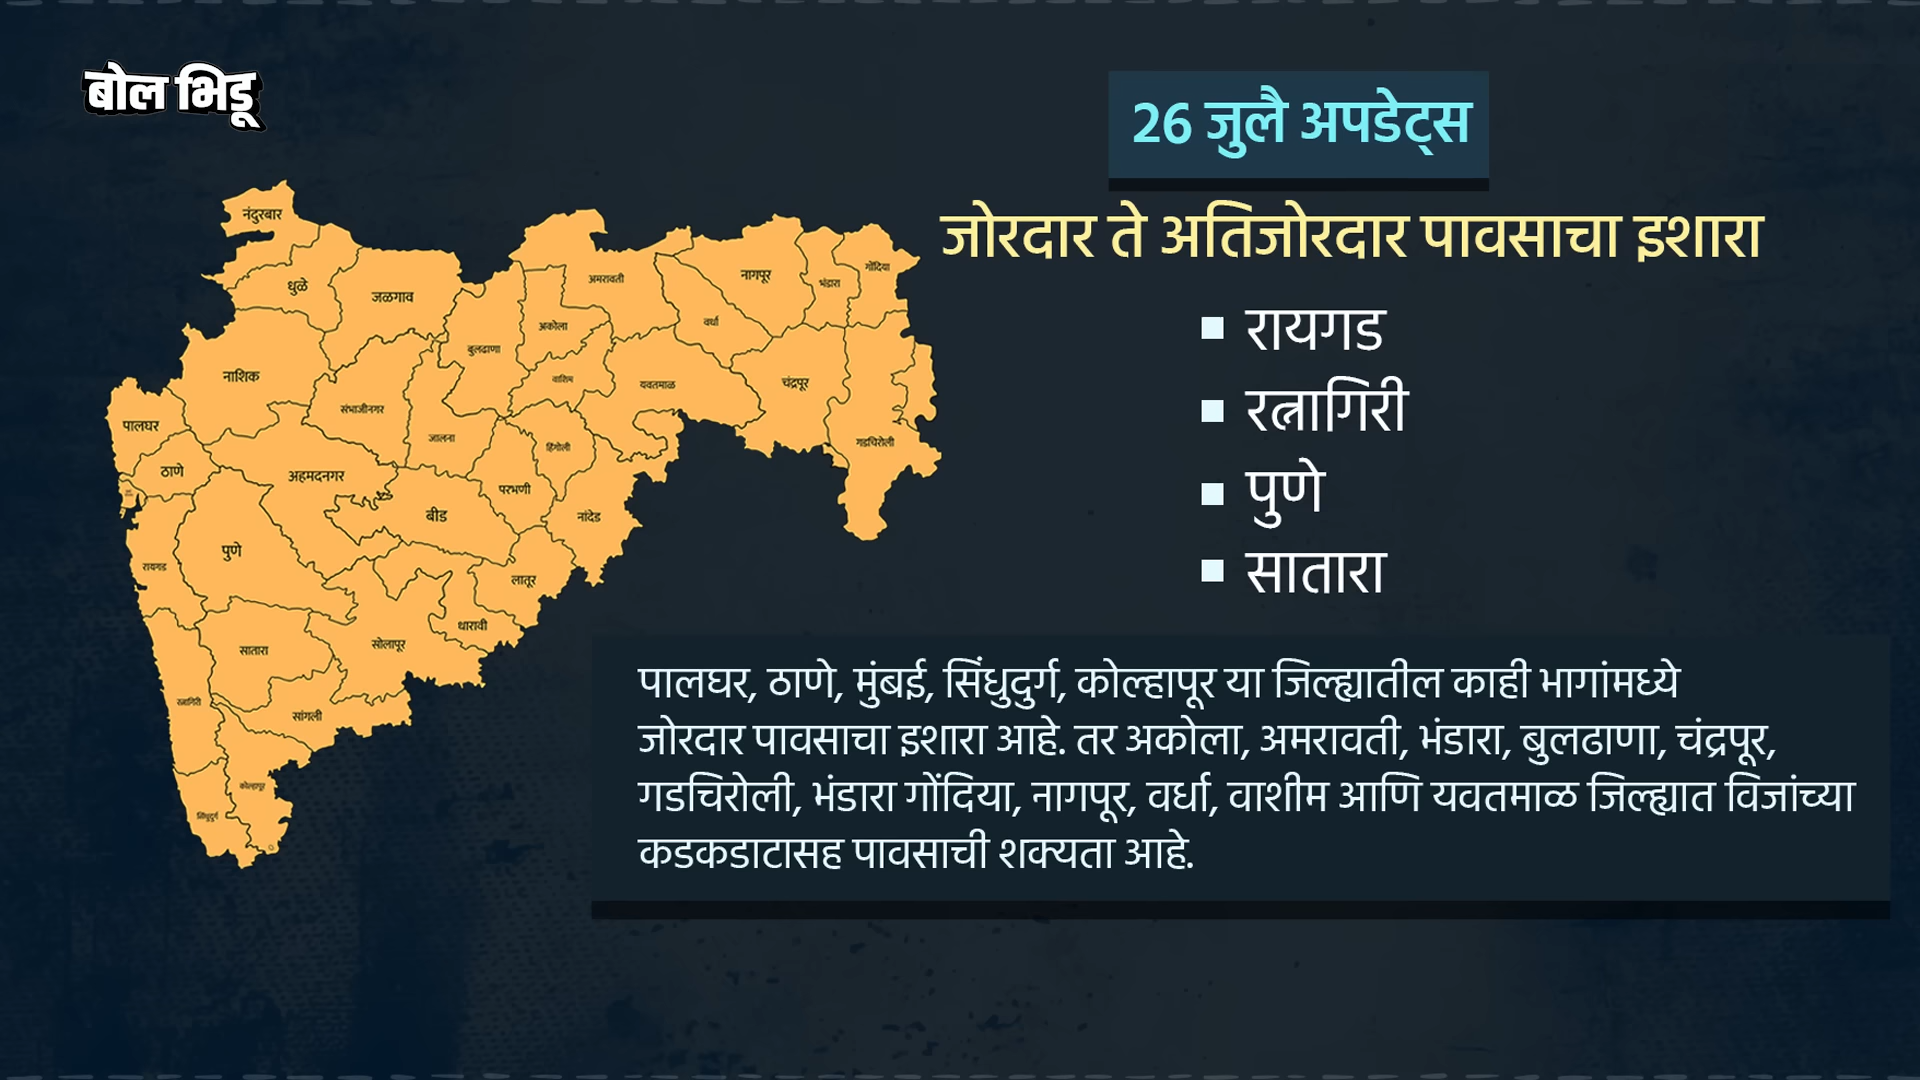 बोल भिडू
26 जुलै अपडेट्स
जोरदार ते अतिजोरदार पावसाचा इशारा
रायगड
रत्नागिरी
पुणे
सातारा
पालघर, ठाणे, मुंबई, सिंधुदुर्ग, कोल्हापूर या जिल्ह्यातील काही भागांमध्ये
जोरदार पावसाचा इशारा आहे. तर अकोला, अमरावती, भंडारा, बुलढाणा, चंद्रपूर,
गडचिरोली, भंडारा गोंदिया, नागपूर, वर्धा, वाशीम आणि यवतमाळ जिल्ह्यात विजांच्या
कडकडाटासह पावसाची शक्यता आहे.
नंदुरबार
धुळे
जळगाव
अमरावती
नागपूर
भंडारा
गोंदिया
अकोला
वर्धा
बुलढाणा
नाशिक
वाशिम
यवतमाळ
चंद्रपूर
संभाजीनगर
पालघर
जालना
हिंगोली
गडचिरोली
ठाणे
अहमदनगर
परभणी
बीड
नांदेड
पुणे
रायगड
लातूर
धारावी
सातारा
सोलापूर
रत्नागिरी
सांगली
कोल्हापूर
सिंधुदुर्ग